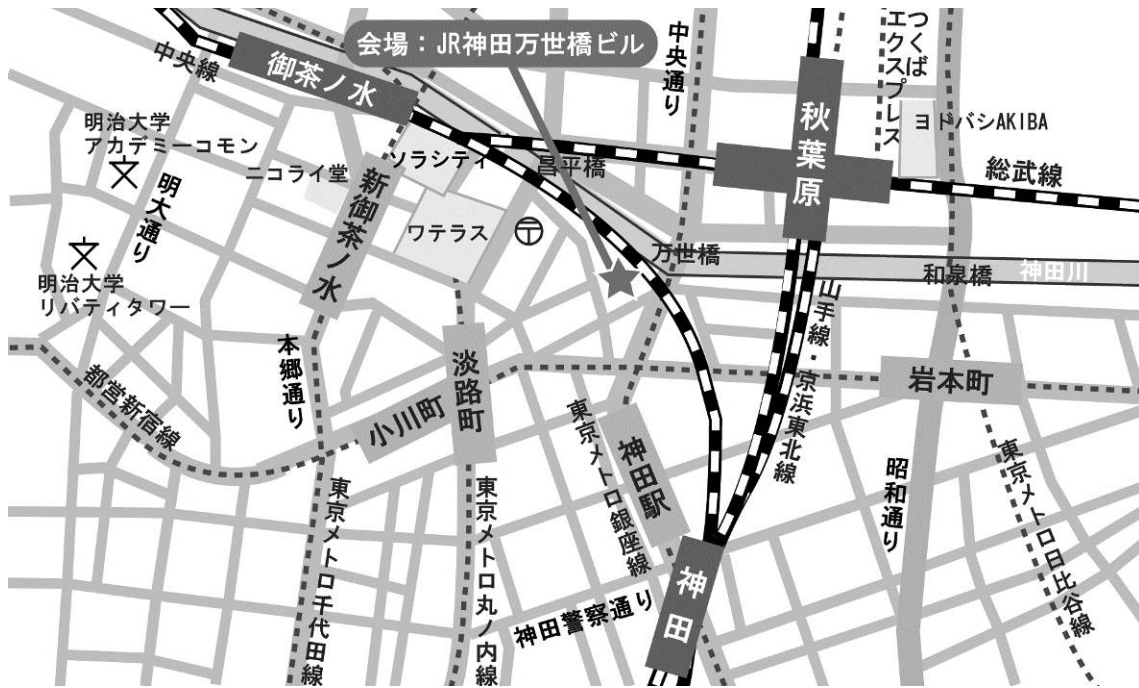 会場：JR神田万世橋ビル
中央線
御茶ノ水
中央通り
秋葉原
つくば
エクスプレス
ヨドバシAKIBA
総武線
明治大学
アカデミーコモン
ニコライ堂
ソラシティ
昌平橋
明大通り
新御茶ノ水
ワテラス
〒
万世橋
和泉橋
神田川
明治大学
リバティタワー
山手線・京浜東北線
本郷通り
淡路町
岩本町
都営新宿線
小川町
東京メトロ銀座線
神田駅
昭和通り
東京メトロ日比谷線
東京メトロ千代田線
東京メトロ丸ノ内線
神田警察通り
神田